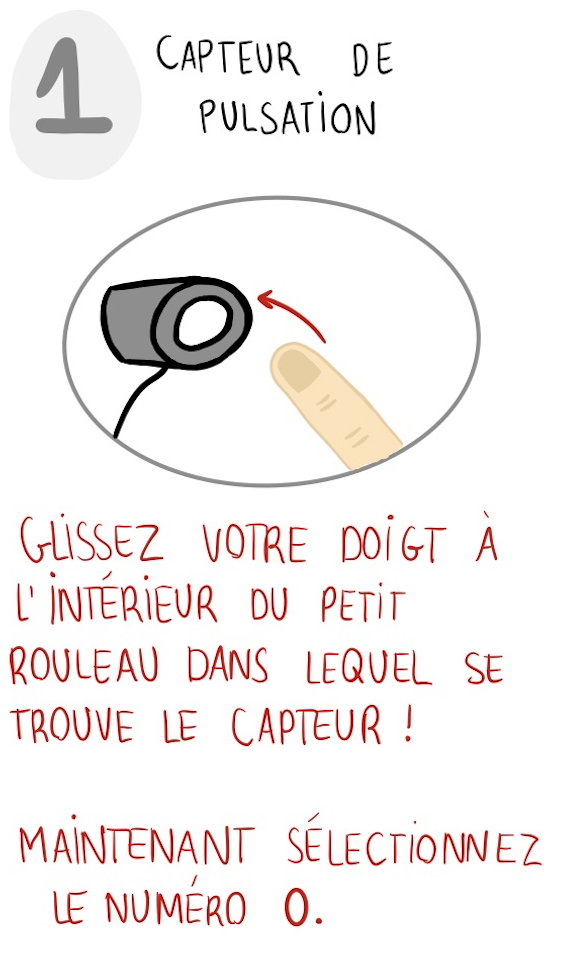 1
CAPTEUR DE
PULSATION
GLISSEZ VOTRE DOIGT À
L'INTÉRIEUR DU PETIT
ROULEAU DANS LEQUEL SE
TROUVE LE CAPTEUR !
MAINTENANT SÉLECTIONNEZ
LE NUMÉRO 0.